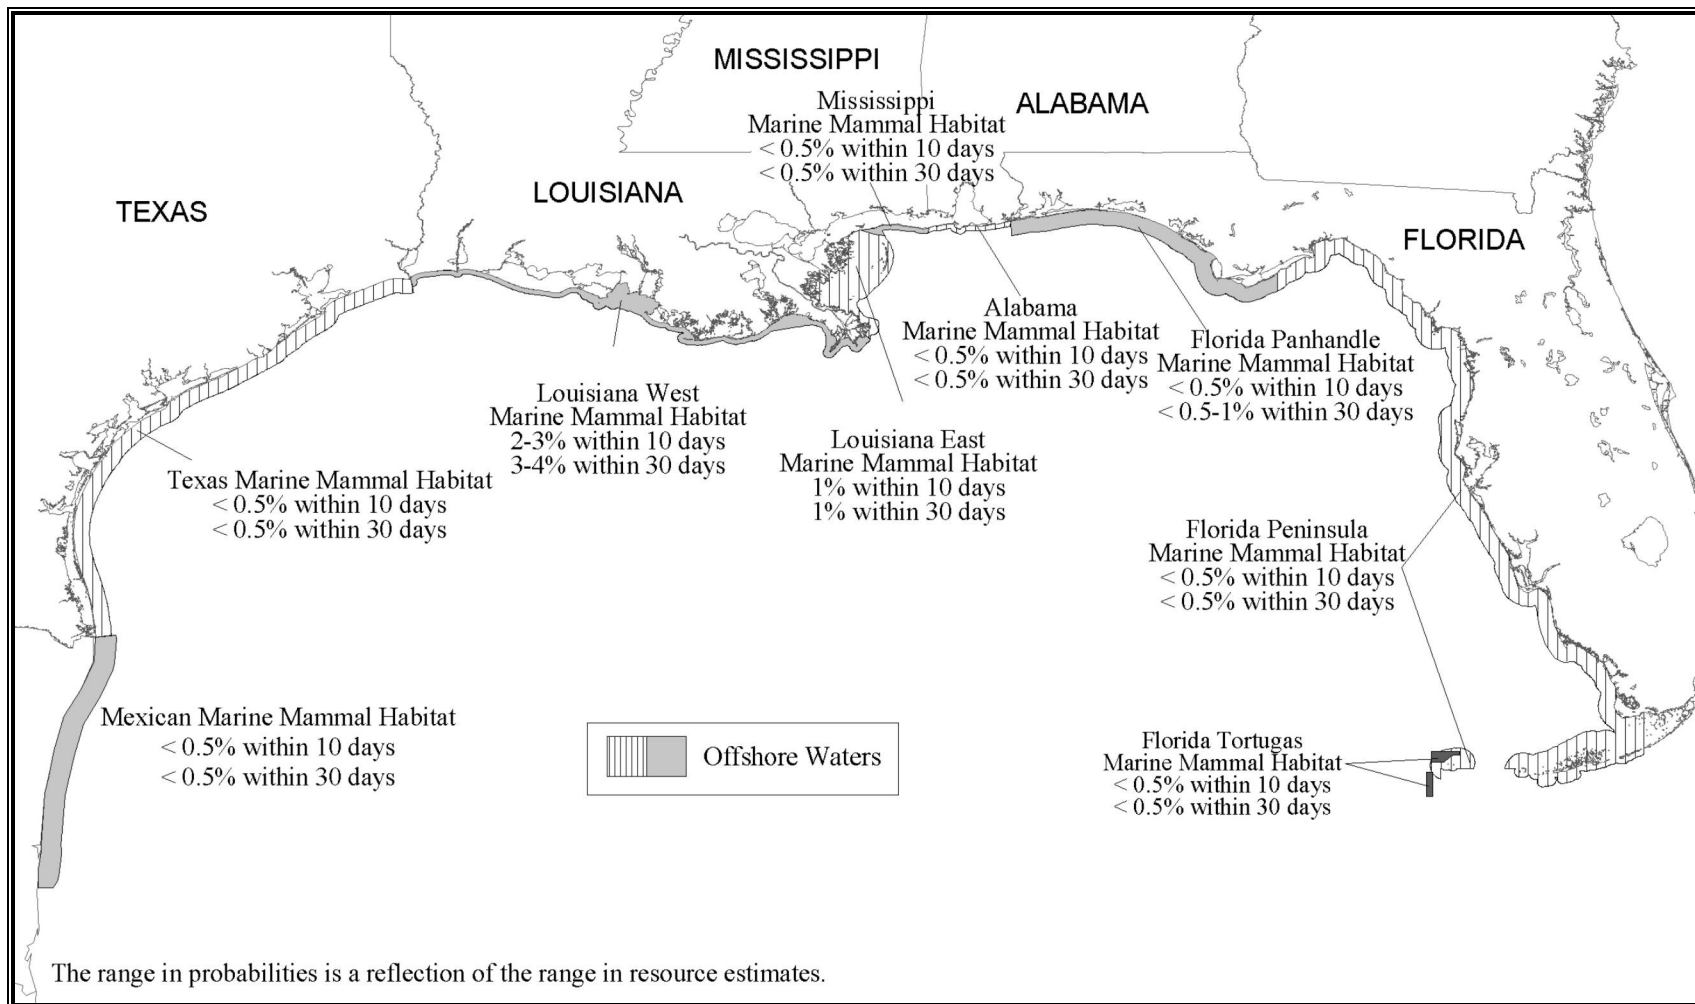 MISSISSIPPI
Mississippi
Marine Mammal Habitat
< 0.5% within 10 days
< 0.5% within 30 days
ALABAMA
LOUISIANA
TEXAS
FLORIDA
Alabama
Marine Mammal Habitat
< 0.5% within 10 days
< 0.5% within 30 days
Florida Panhandle
Marine Mammal Habitat
< 0.5% within 10 days
< 0.5-1% within 30 days
Louisiana West
Marine Mammal Habitat
2-3% within 10 days
3-4% within 30 days
Louisiana East
Marine Mammal Habitat
1% within 10 days
1% within 30 days
Texas Marine Mammal Habitat
< 0.5% within 10 days
< 0.5% within 30 days
Florida Peninsula
Marine Mammal Habitat
< 0.5% within 10 days
< 0.5% within 30 days
Mexican Marine Mammal Habitat
< 0.5% within 10 days
< 0.5% within 30 days
Offshore Waters
Florida Tortugas
Marine Mammal Habitat
< 0.5% within 10 days
< 0.5% within 30 days
The range in probabilities is a reflection of the range in resource estimates.